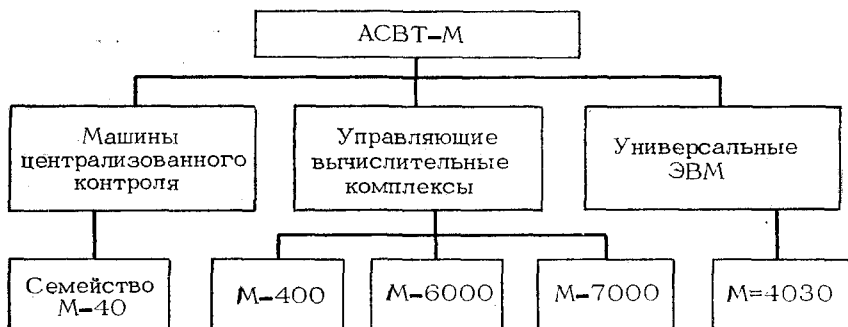 АСВТ-М
Машины
централизованного
контроля
Управляющие
вычислительные
комплексы
Универсальные
ЭВМ
Семейство
М-40
М-400
М-6000
М-7000
М=4030